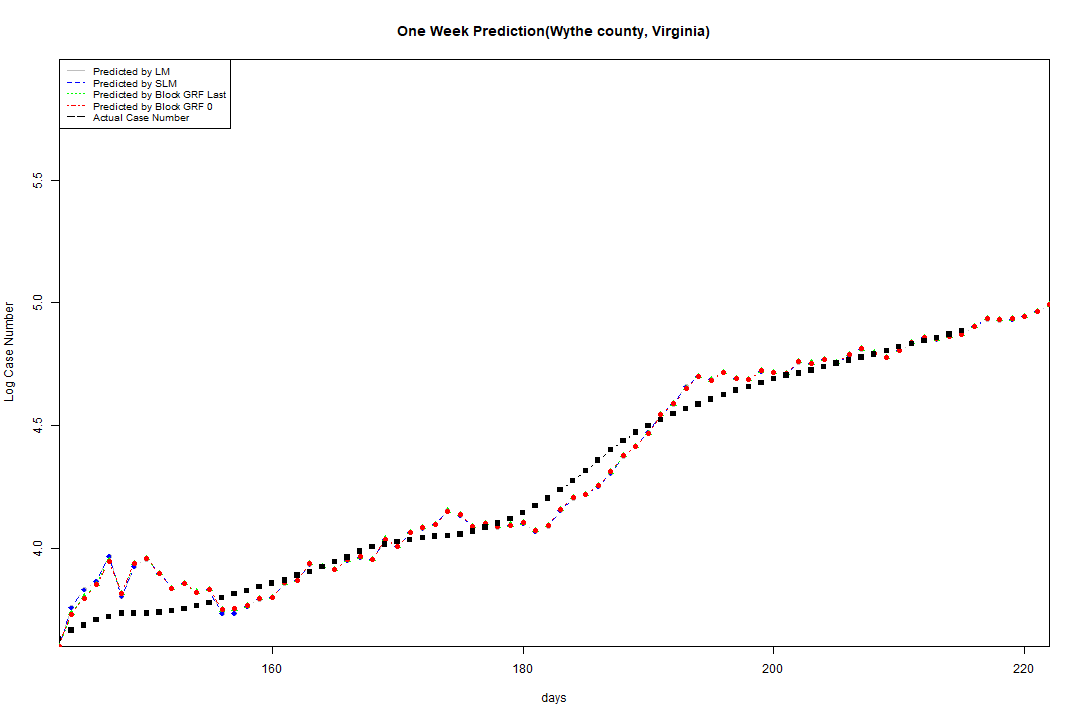 One Week Prediction(Wythe county, Virginia)
Predicted by LM
Predicted by SLM
Predicted by Block GRF Last
Predicted by Block GRF 0
Actual Case Number
5.5
5.0
4.5
4.0
Log Case Number
160 180 200 220
days